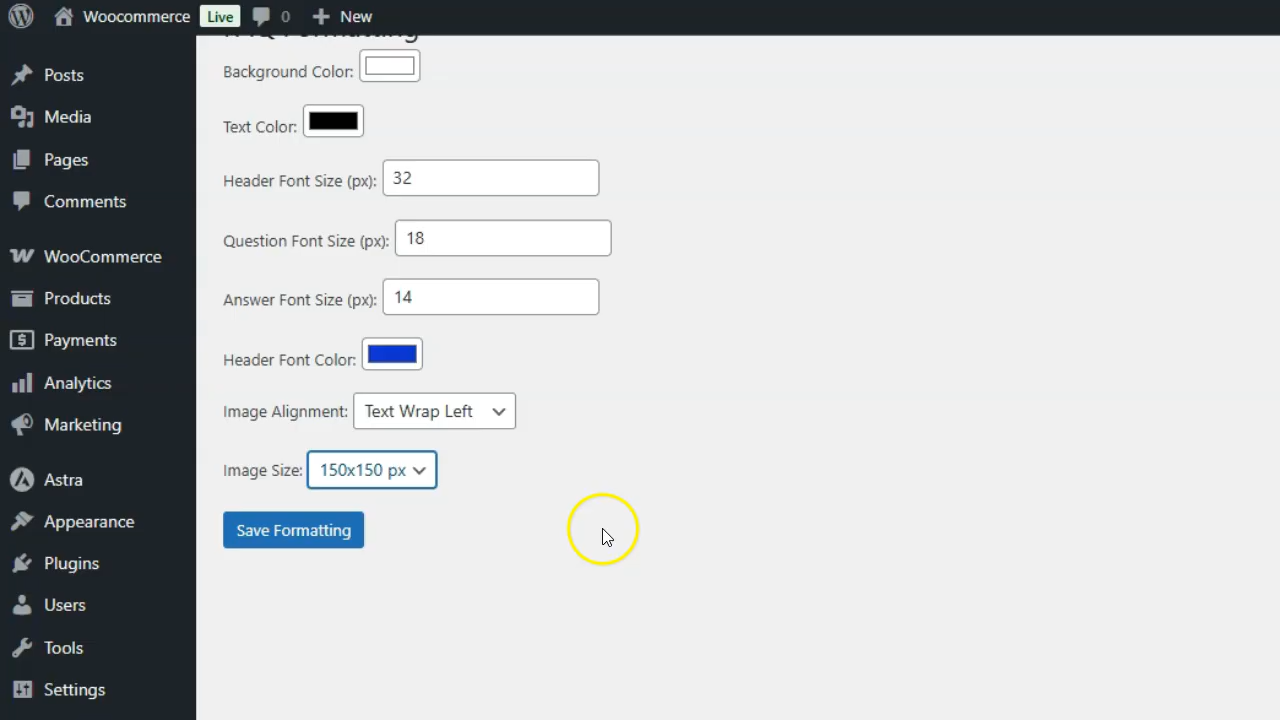 Woocommerce Live 0 New
Formatting
Background Color:
Text Color:
Header Font Size (px): 32
Question Font Size (px): 18
Answer Font Size (px): 14
Header Font Color:
Image Alignment: Text Wrap Left
Image Size: 150x150 px
Save Formatting
Posts
Media
Pages
Comments
WooCommerce
Products
Payments
Analytics
Marketing
Astra
Appearance
Plugins
Users
Tools
Settings